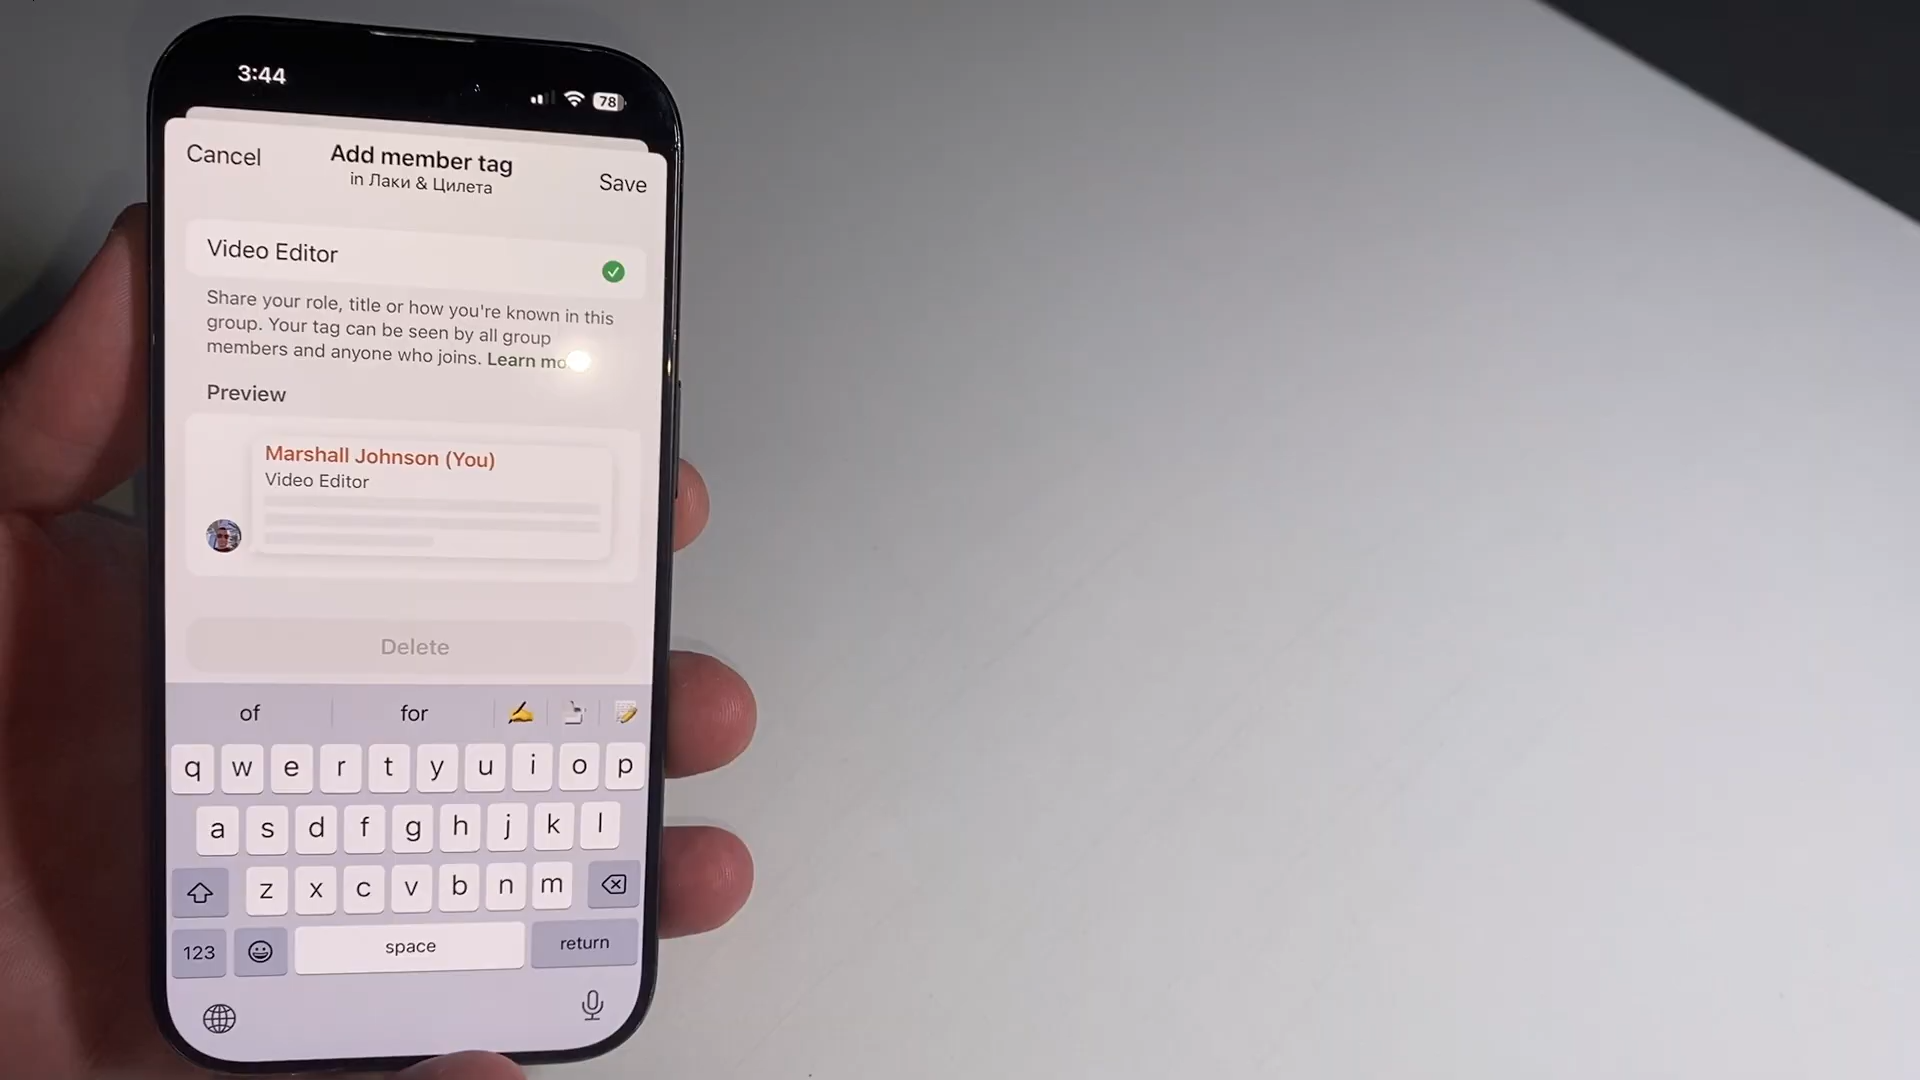 3:44
78
Cancel
Add member tag
in Лаки & Цилета
Save
Video Editor
Share your role, title or how you're known in this
group. Your tag can be seen by all group
members and anyone who joins. Learn mo
Preview
Marshall Johnson (You)
Video Editor
Delete
of for
q w e r t y u i o p
a s d f g h j k l
z x c v b n m
123 space return